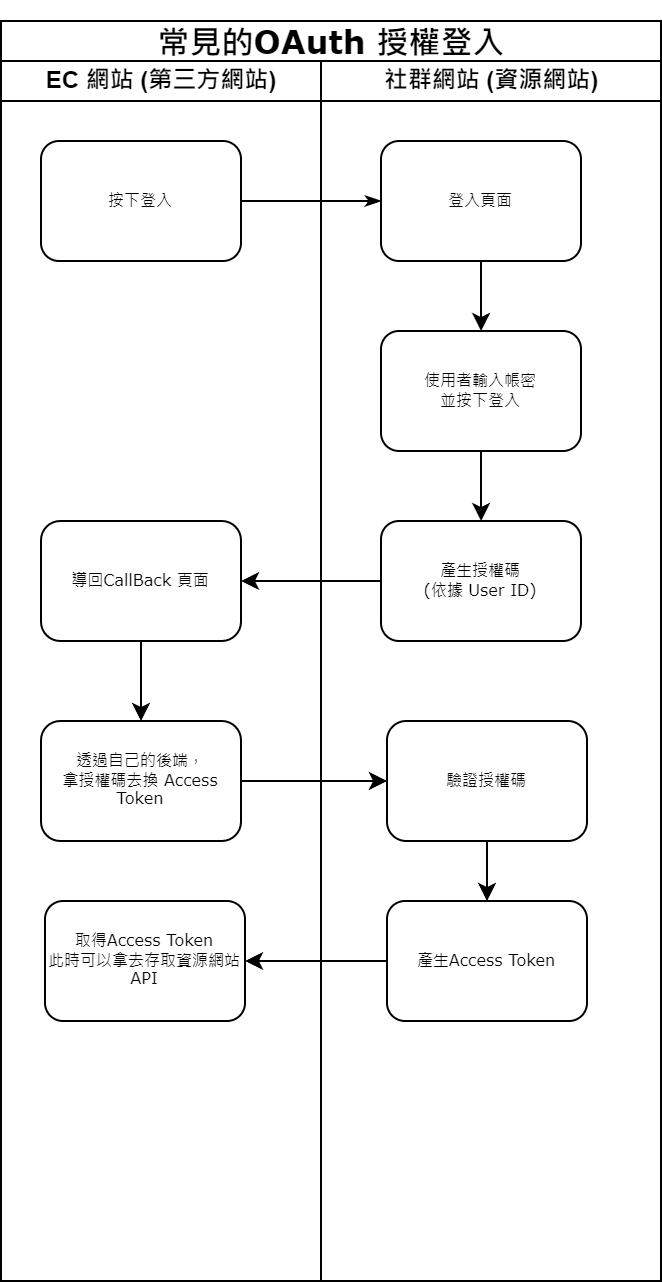 常見的OAuth 授權登入
EC 網站 (第三方網站)
社群網站 (資源網站)
按下登入
登入頁面
使用者輸入帳密
並按下登入
產生授權碼
(依據 User ID)
導回CallBack 頁面
透過自己的後端，
拿授權碼去換 Access
Token
驗證授權碼
產生Access Token
取得Access Token
此時可以拿去存取資源網站
API